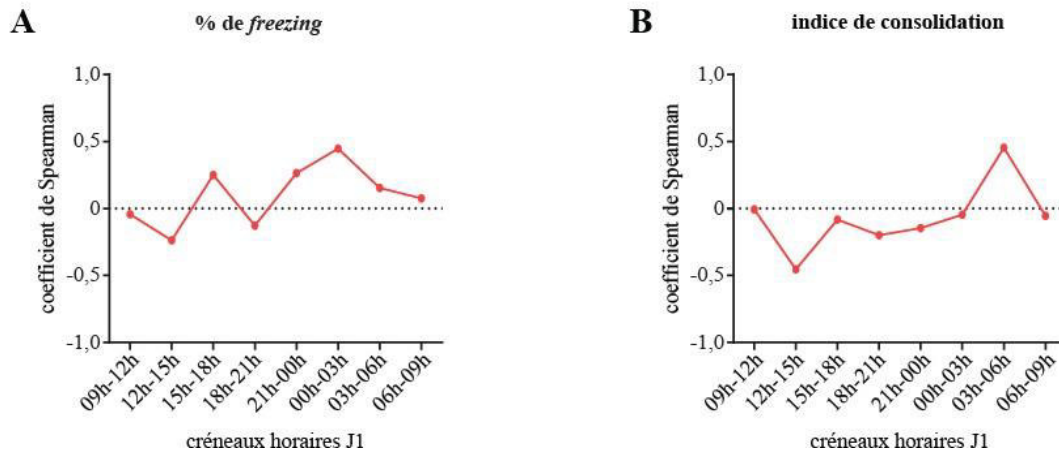 A
% de freezing
coefficient de Spearman
1,0
0,5
0
-0,5
-1,0
09h-12h
12h-15h
15h-18h
18h-21h
21h-00h
00h-03h
03h-06h
06h-09h
créneaux horaires J1
B
indice de consolidation
coefficient de Spearman
1,0
0,5
0
-0,5
-1,0
09h-12h
12h-15h
15h-18h
18h-21h
21h-00h
00h-03h
03h-06h
06h-09h
créneaux horaires J1